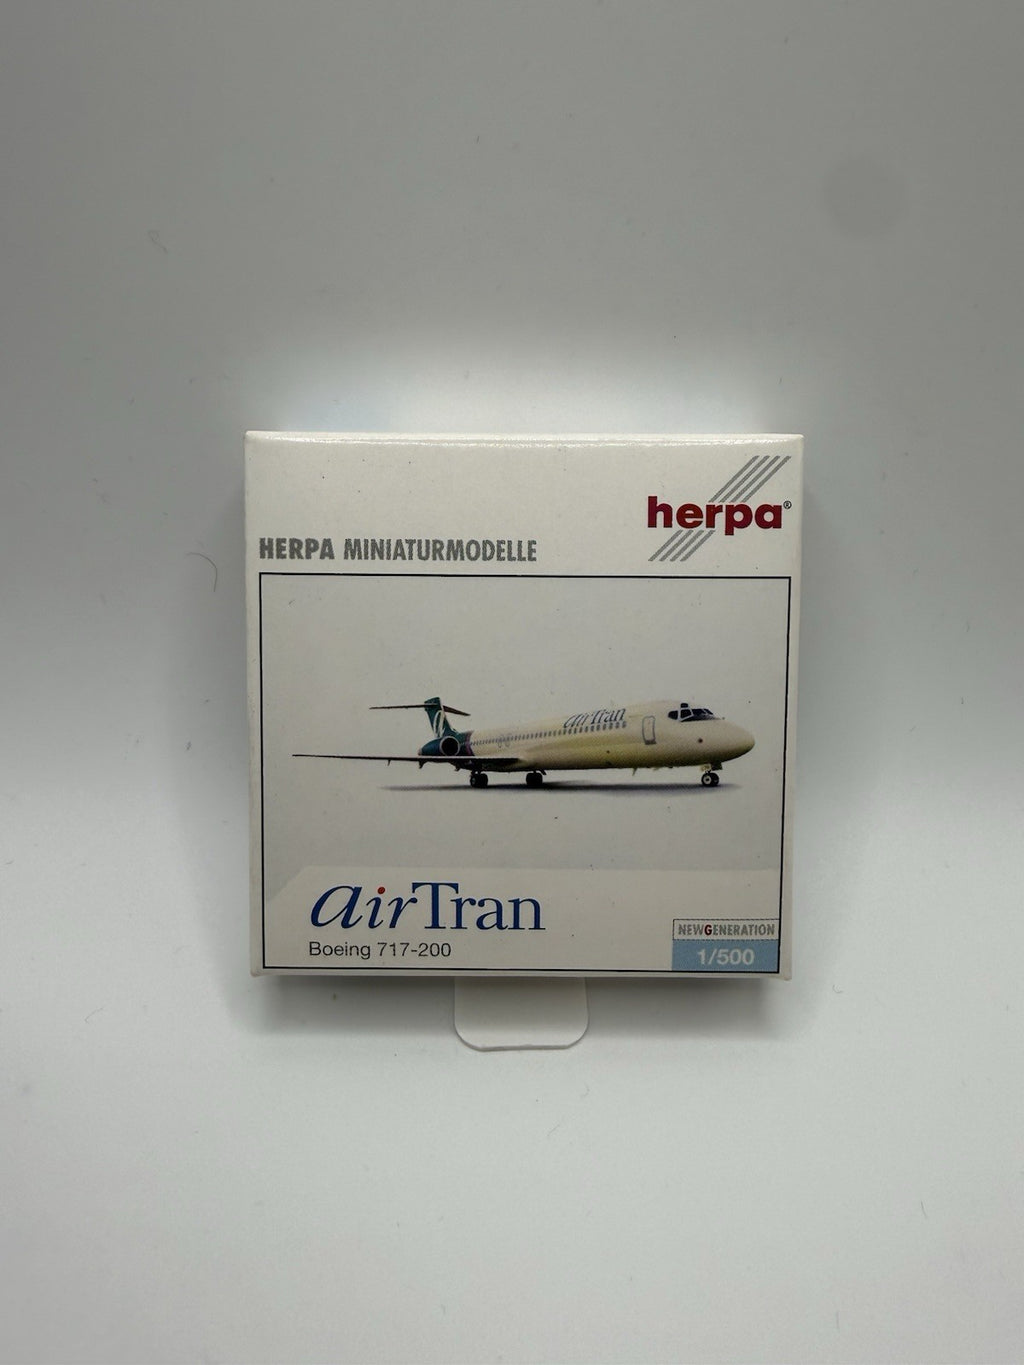 herpa®
HERPA MINIATURMODELLE
airTran
airTran
Boeing 717-200
NEWGENERATION
1/500